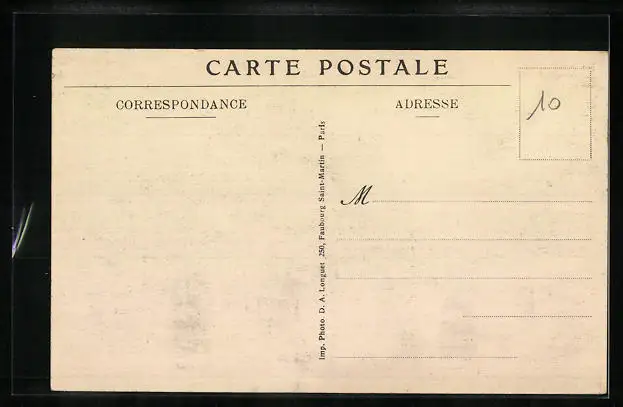 CARTE POSTALE
CORRESPONDANCE
ADRESSE
10
M
Imp. Photo D. A. Longuet 250, Faubourg Saint-Martin — Paris